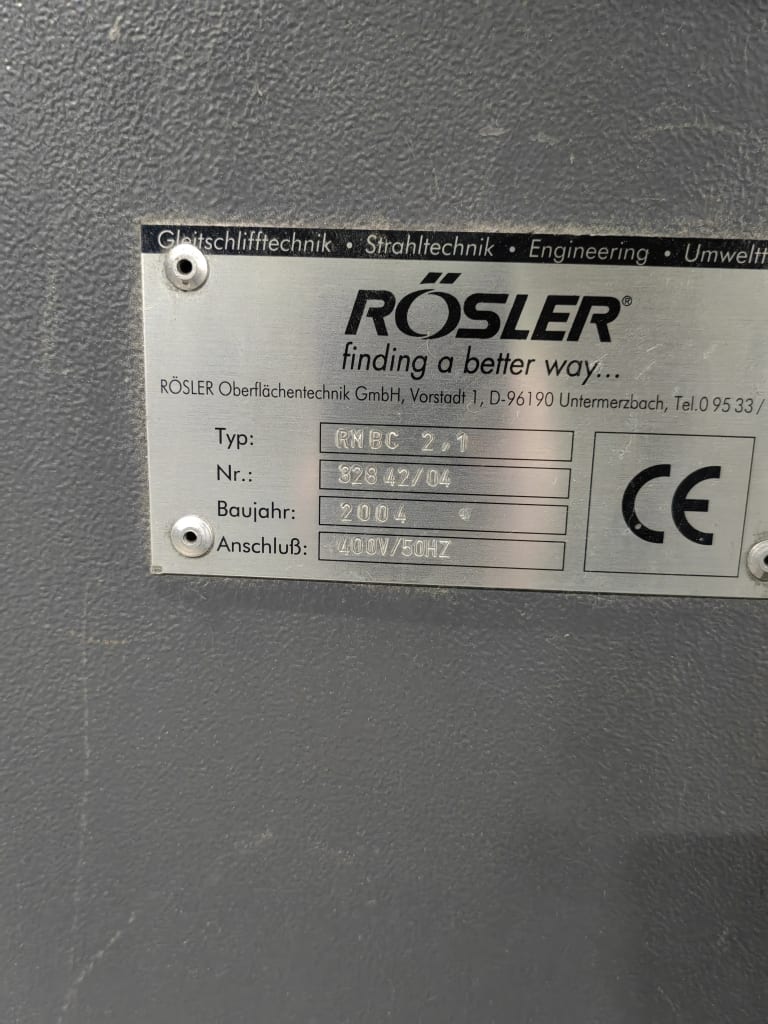 Gleitschlifftechnik • Strahltechnik • Engineering • Umweltt
RÖSLER®
finding a better way...
RÖSLER Oberflächentechnik GmbH, Vorstadt 1, D-96190 Untermerzbach, Tel.0 95 33 /
Typ: RMBC 2,1
Nr.: 32842/04
Baujahr: 2004
Anschluß: 400V/50HZ
CE